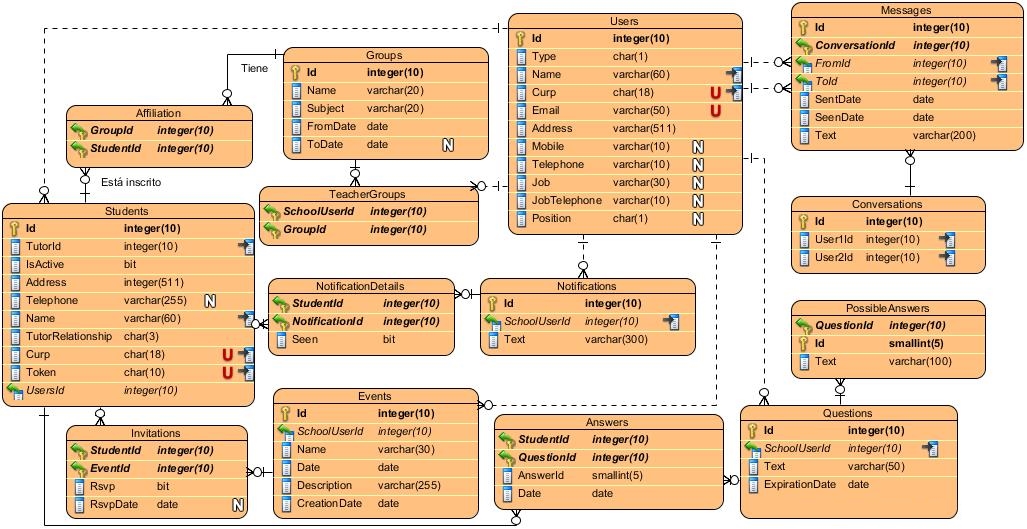 Users
Id integer(10)
Type char(1)
Name varchar(60)
Curp char(18) U
Email varchar(50) U
Address varchar(511)
Mobile varchar(10) N
Telephone varchar(10) N
Job varchar(30) N
JobTelephone varchar(10) N
Position char(1) N
Messages
Id integer(10)
ConversationId integer(10)
FromId integer(10)
ToId integer(10)
SentDate date
SeenDate date
Text varchar(200)
Groups
Id integer(10)
Name varchar(20)
Subject varchar(20)
FromDate date
ToDate date N
Tiene
Affiliation
GroupId integer(10)
StudentId integer(10)
Está inscrito
TeacherGroups
SchoolUserId integer(10)
GroupId integer(10)
Conversations
Id integer(10)
User1Id integer(10)
User2Id integer(10)
Students
Id integer(10)
TutorId integer(10)
IsActive bit
Address integer(511)
Telephone varchar(255) N
Name varchar(60)
TutorRelationship char(3)
Curp char(18) U
Token char(10) U
UsersId integer(10)
NotificationDetails
StudentId integer(10)
NotificationId integer(10)
Seen bit
Notifications
Id integer(10)
SchoolUserId integer(10)
Text varchar(300)
PossibleAnswers
QuestionId integer(10)
Id smallint(5)
Text varchar(100)
Events
Id integer(10)
SchoolUserId integer(10)
Name varchar(30)
Date date
Description varchar(255)
CreationDate date
Invitations
StudentId integer(10)
EventId integer(10)
Rsvp bit
RsvpDate date N
Answers
StudentId integer(10)
QuestionId integer(10)
AnswerId smallint(5)
Date date
Questions
Id integer(10)
SchoolUserId integer(10)
Text varchar(50)
ExpirationDate date